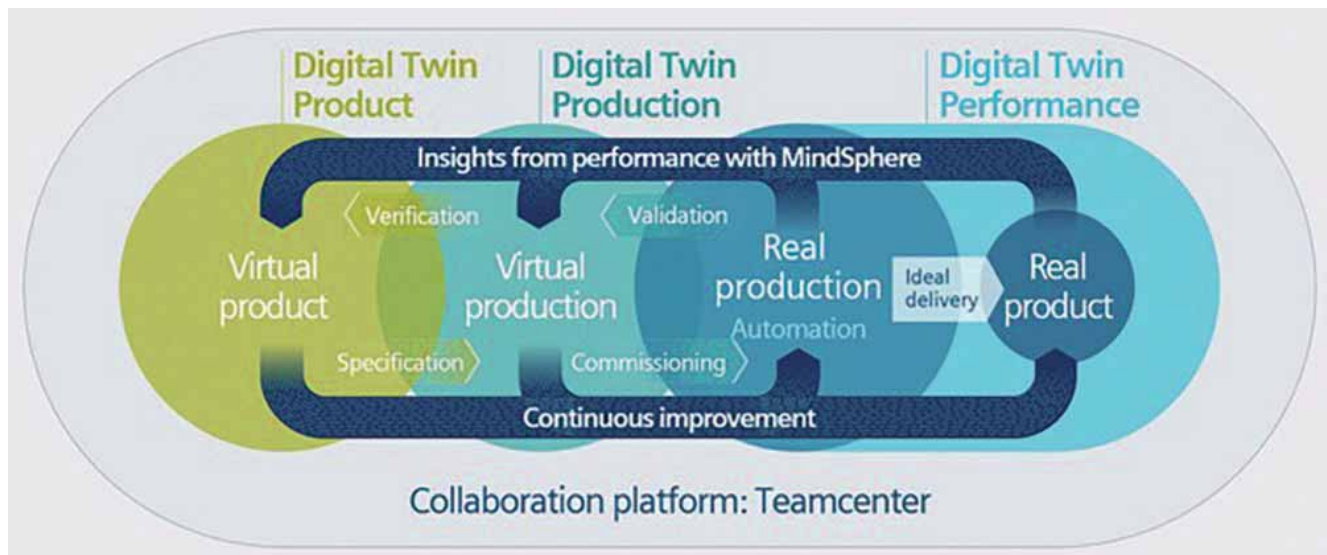 Digital Twin
Product
Digital Twin
Production
Digital Twin
Performance
Insights from performance with MindSphere
Verification
Validation
Virtual
product
Virtual
production
Real
production
Automation
Ideal
delivery
Real
product
Specification
Commissioning
Continuous improvement
Collaboration platform: Teamcenter